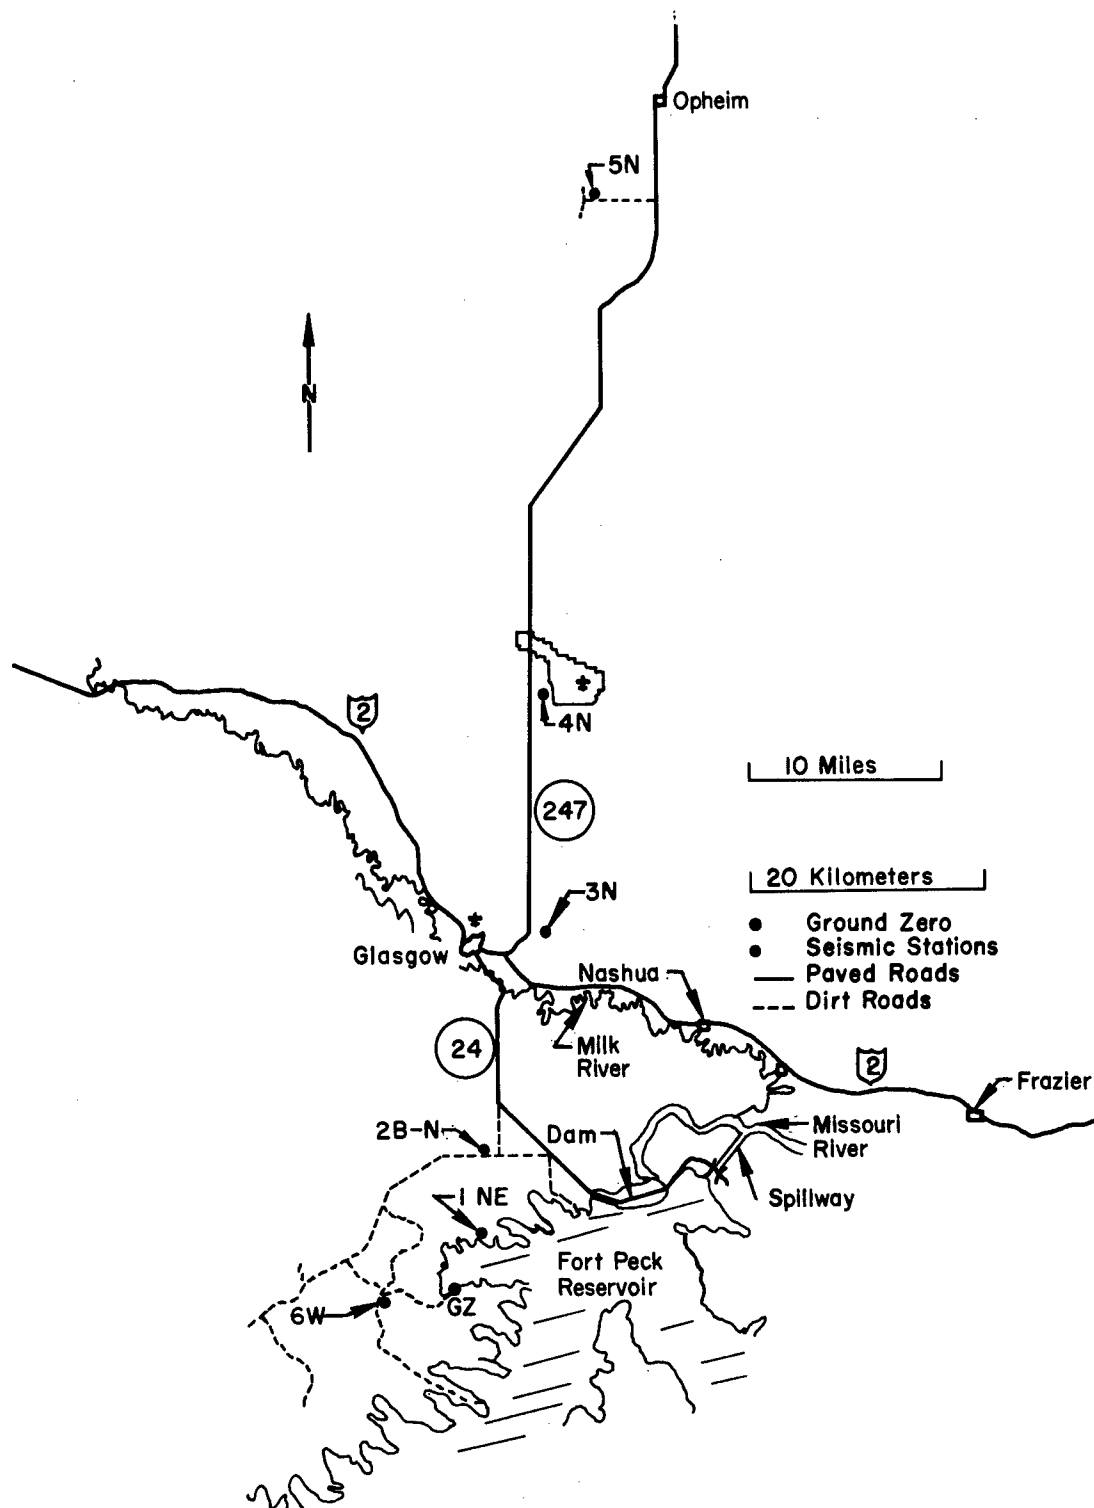 Opheim
5N
N
2
*
4N
10 Miles
247
20 Kilometers
3N
*
Ground Zero
Glasgow
Seismic Stations
Nashua
Paved Roads
Dirt Roads
24
Milk
River
2
Frazier
2B-N
Dam
Missouri
River
1 NE
Spillway
Fort Peck
Reservoir
GZ
6W